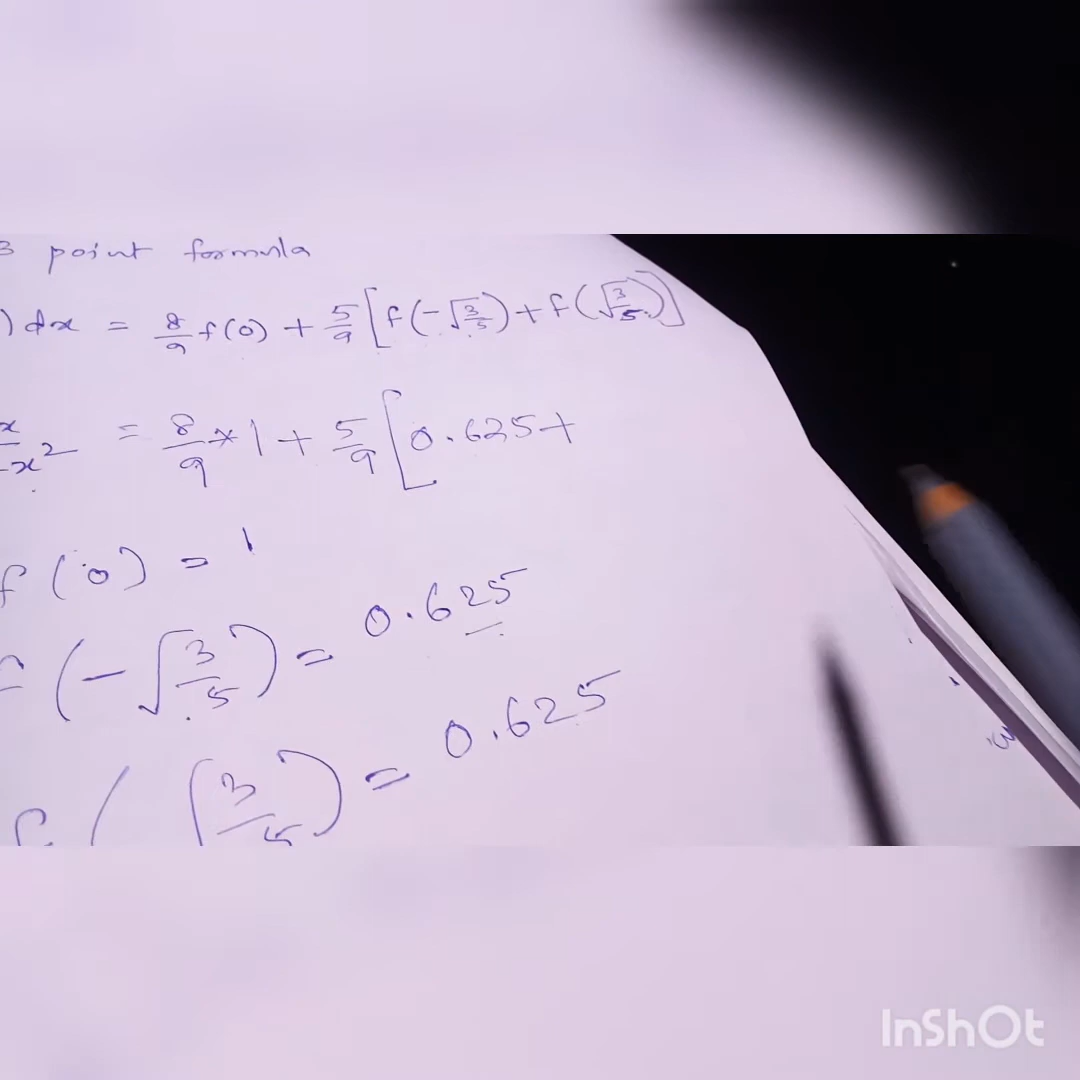 3 point formula
) dx = 8/9 f(0) + 5/9 [f(-√3/5) + f(√3/5)]
x/-x² = 8/9 * 1 + 5/9 [0.625+
f (0) = 1
f (-√3/5) = 0.625
f (√3/5) = 0.625
InShOt